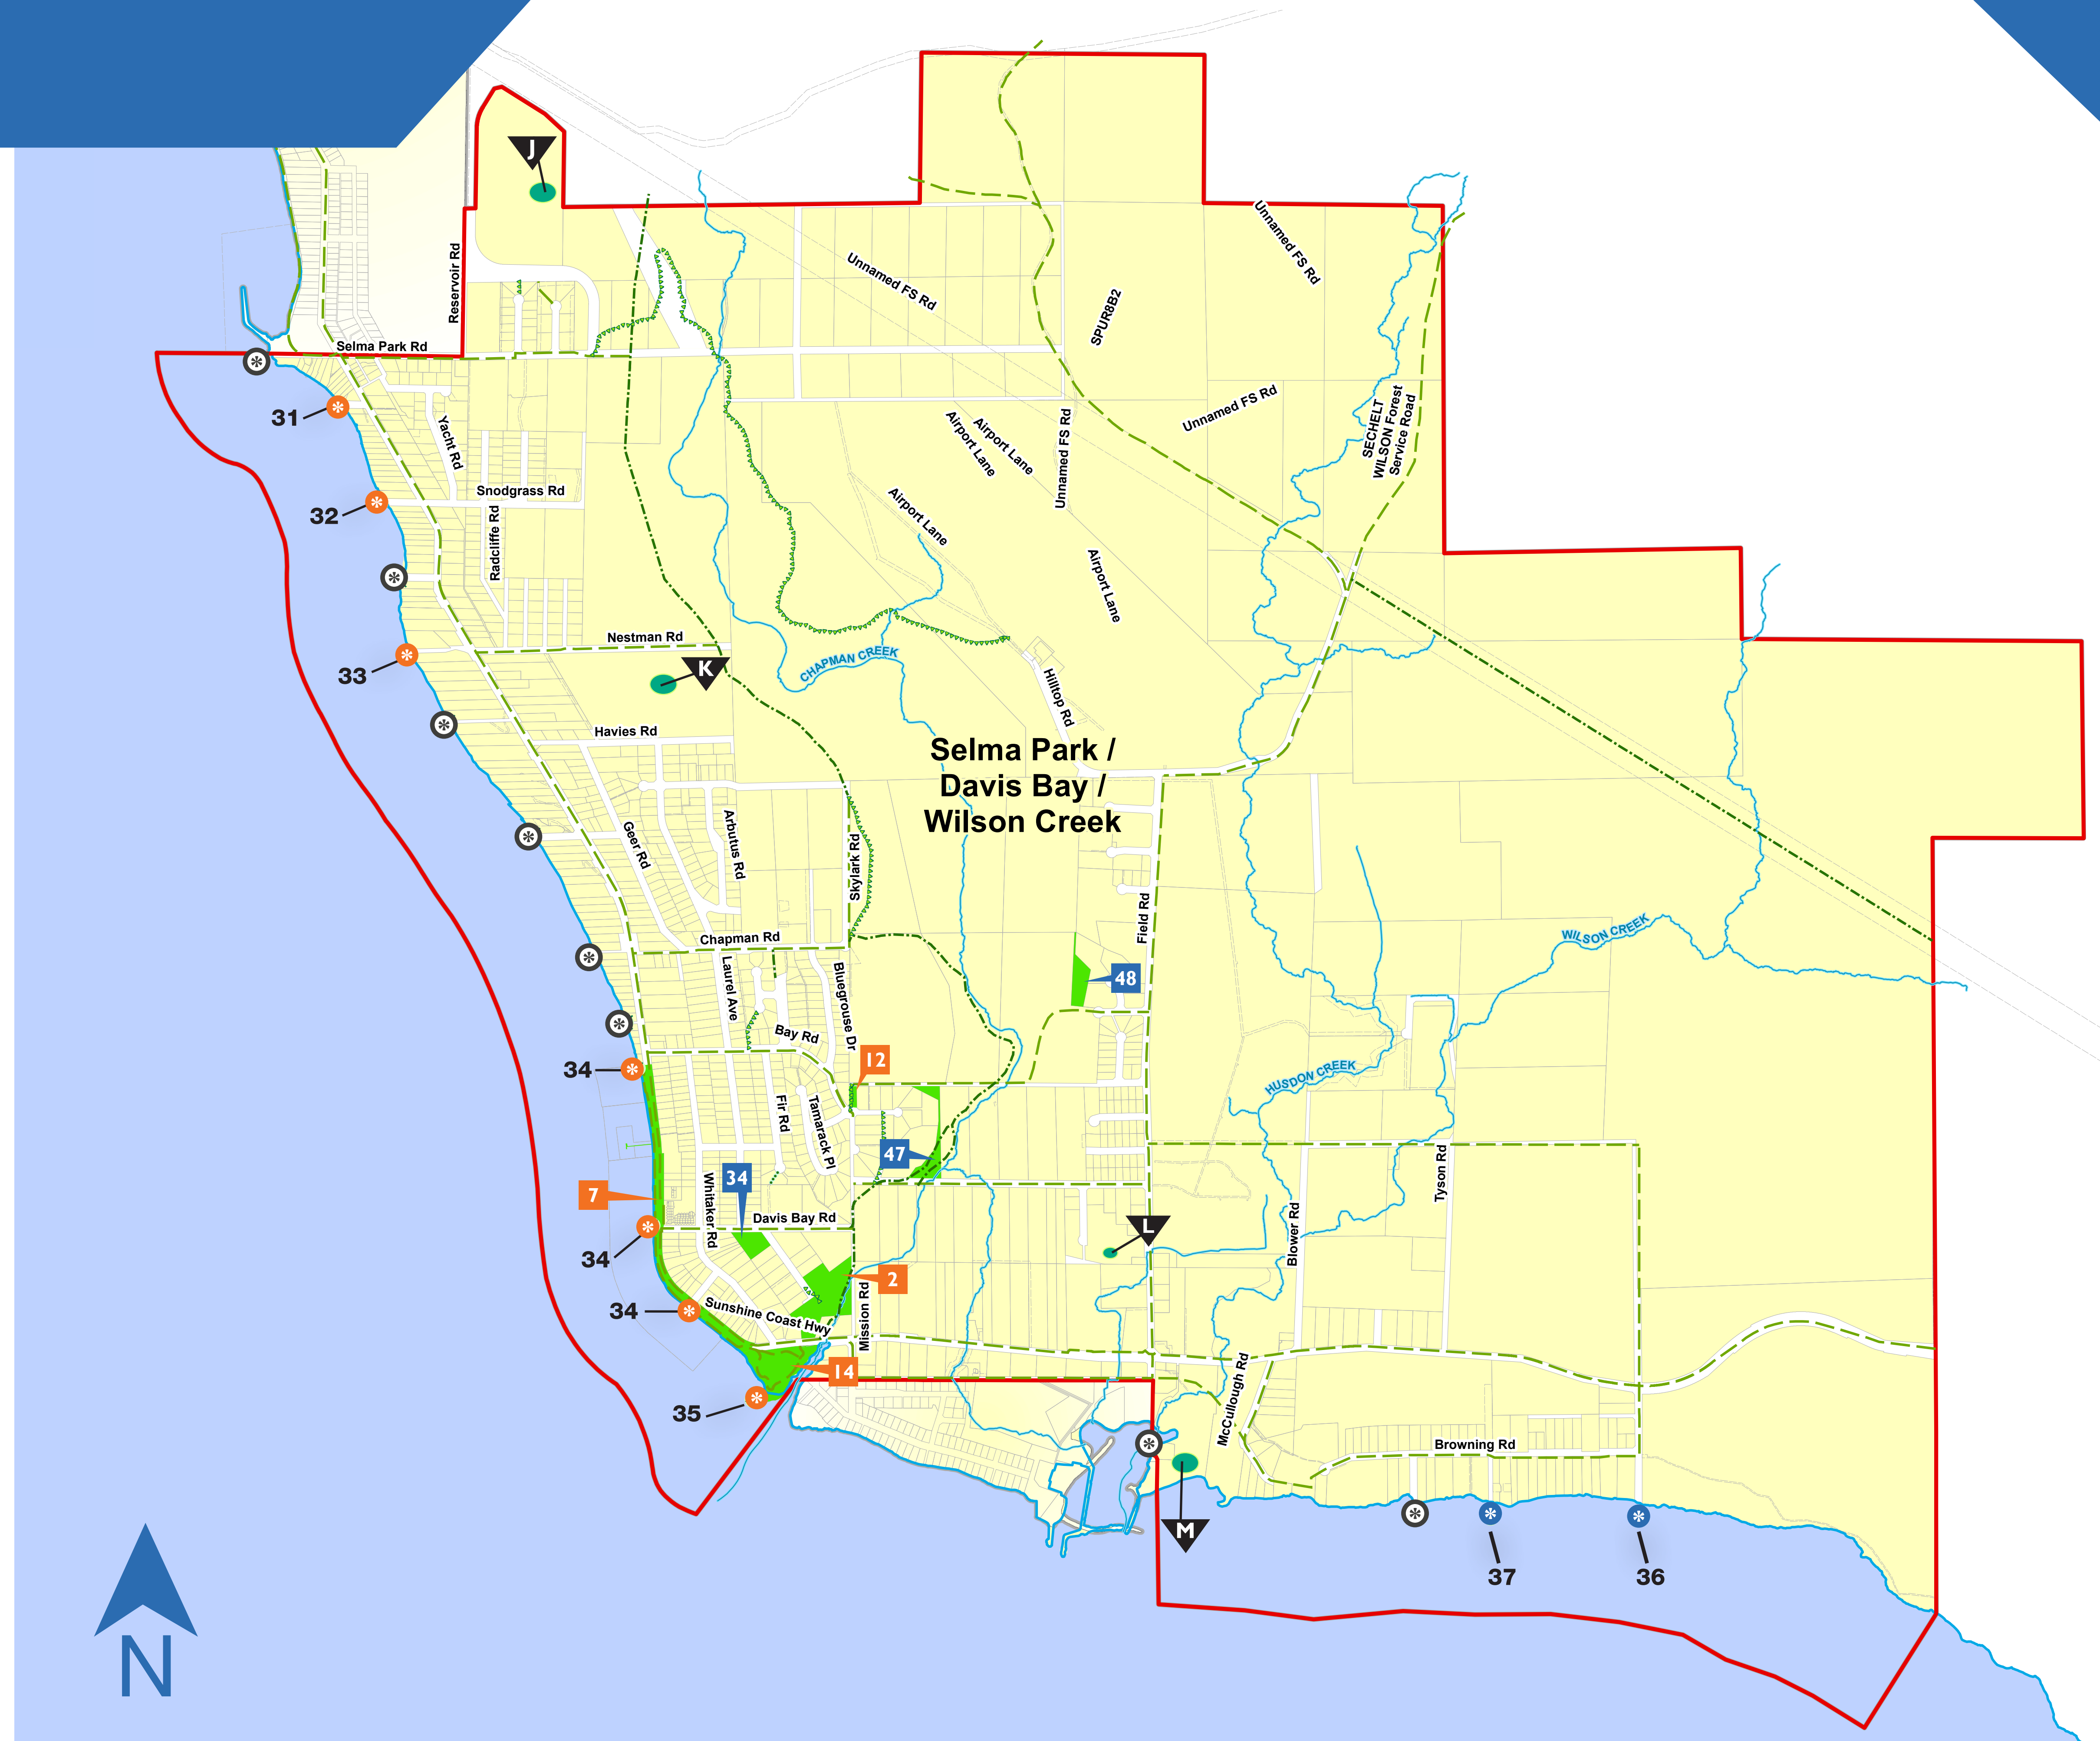 J
Reservoir Rd
Selma Park Rd
Unnamed FS Rd
Unnamed FS Rd
SPUR8B2
31
Yacht Rd
Unnamed FS Rd
SECHELT
WILSON Forest
Service Road
Airport Lane
Airport Lane
Unnamed FS Rd
Snodgrass Rd
32
Radcliffe Rd
Airport Lane
Airport Lane
Nestman Rd
33
K
CHAPMAN CREEK
Hilltop Rd
Havies Rd
Selma Park /
Davis Bay /
Wilson Creek
Geer Rd
Arbutus Rd
Skylark Rd
Field Rd
Chapman Rd
WILSON CREEK
Laurel Ave
Bluegrouse Dr
48
Bay Rd
12
34
HUSDON CREEK
Fir Rd
Tamarack Pl
47
34
7
Whitaker Rd
Davis Bay Rd
Tyson Rd
Blower Rd
L
34
2
34
Sunshine Coast Hwy
Mission Rd
14
35
McCullough Rd
Browning Rd
M
37
36
N